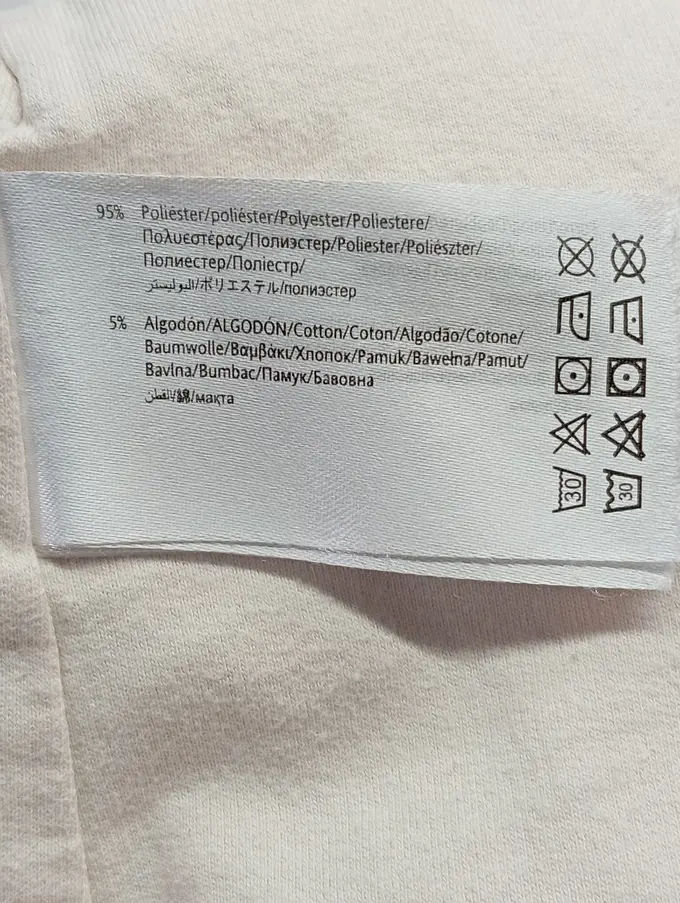 95% Poliéster/poliéster/Polyester/Poliestere/
Πολυεστέρας/Полиэстер/Poliester/Poliészter/
Полиестер/Поліестр/
البوليستر/ポリエステル/полиэстер
5% Algodón/ALGODÓN/Cotton/Coton/Algodão/Cotone/
Baumwolle/Βαμβάκι/Хлопок/Pamuk/Bawełna/Pamut/
Bavlna/Bumbac/Памук/Бавовна
القطن/мақта
30
30